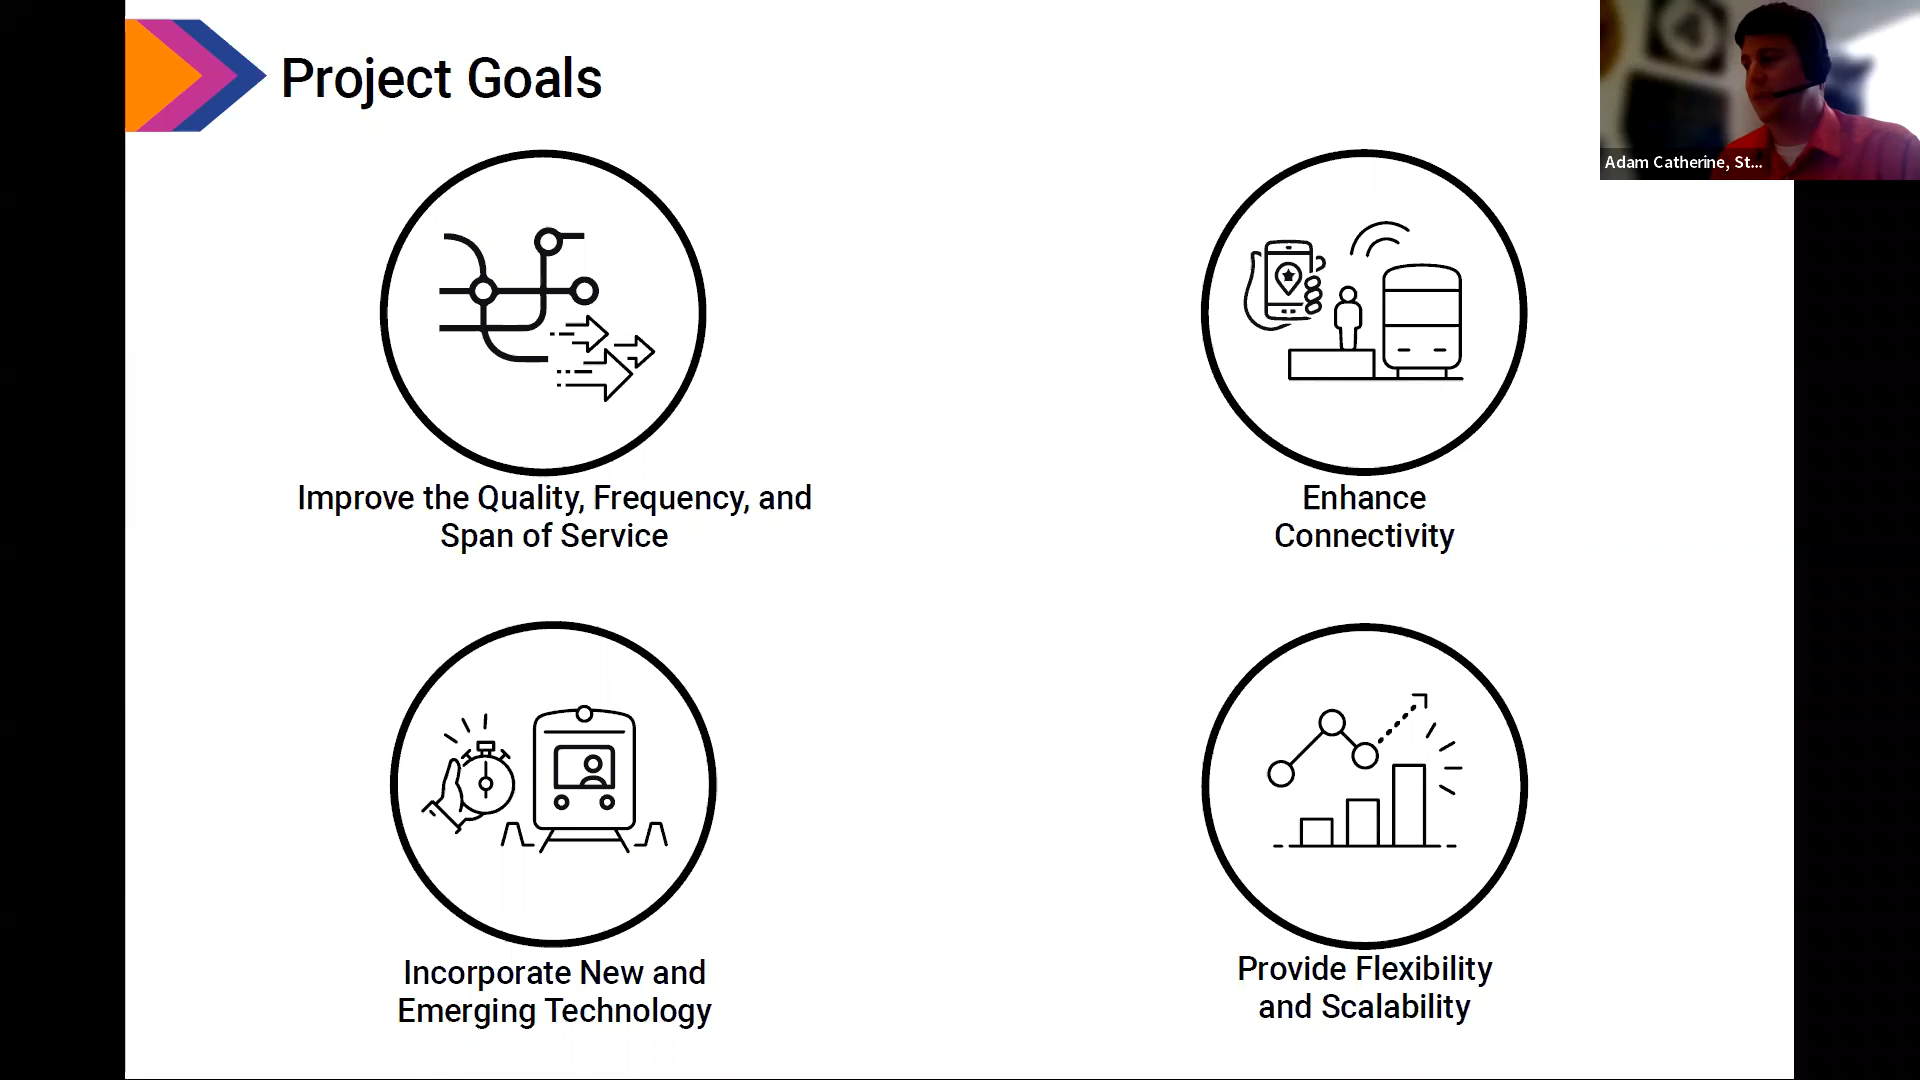 Project Goals
Adam Catherine, St...
Improve the Quality, Frequency, and
Span of Service
Enhance
Connectivity
Incorporate New and
Emerging Technology
Provide Flexibility
and Scalability